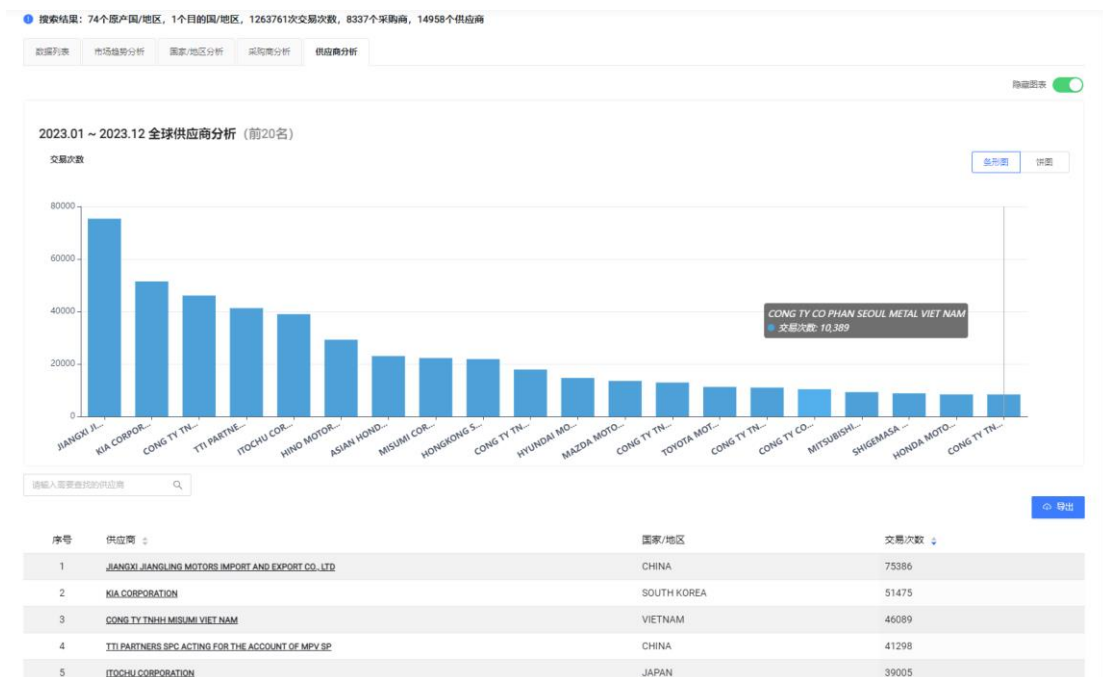 搜索结果：74个原产国/地区，1个目的国/地区，1263761次交易次数，8337个采购商，14958个供应商
数据列表 市场趋势分析 国家/地区分析 采购商分析 供应商分析
隐藏图表
2023.01 ~ 2023.12 全球供应商分析（前20名）
交易次数
条形图 饼图
80000
60000
40000
20000
0
CONG TY CO PHAN SEOUL METAL VIET NAM
交易次数: 10,389
JIANGXI JI... KIA CORPOR... CONG TY TN... TTI PARTNE... ITOCHU COR... HINO MOTOR... ASIAN HOND... MISUMI COR... HONGKONG S... CONG TY TN... HYUNDAI MO... MAZDA MOTO... CONG TY TN... TOYOTA MOT... CONG TY TN... CONG TY CO... MITSUBISHI... SHIGEMASA ... HONDA MOTO... CONG TY TN...
请输入需要查找的供应商
导出
序号 供应商 国家/地区 交易次数
1 JIANGXI JIANGLING MOTORS IMPORT AND EXPORT CO., LTD CHINA 75386
2 KIA CORPORATION SOUTH KOREA 51475
3 CONG TY TNHH MISUMI VIET NAM VIETNAM 46089
4 TTI PARTNERS SPC ACTING FOR THE ACCOUNT OF MPV SP CHINA 41298
5 ITOCHU CORPORATION JAPAN 39005